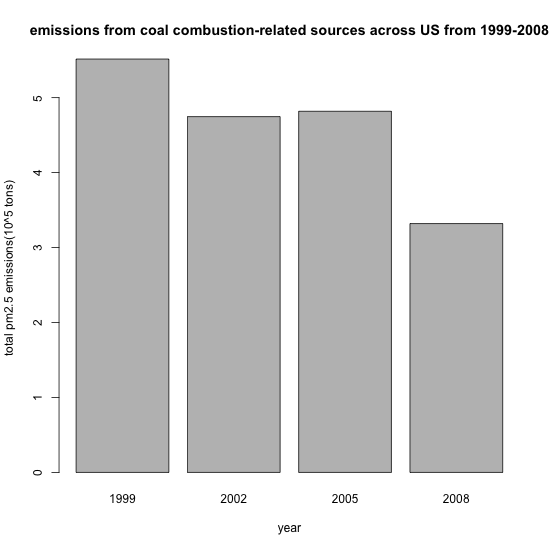 emissions from coal combustion-related sources across US from 1999-2008
total pm2.5 emissions(10^5 tons)
5
4
3
2
1
0
1999 2002 2005 2008
year